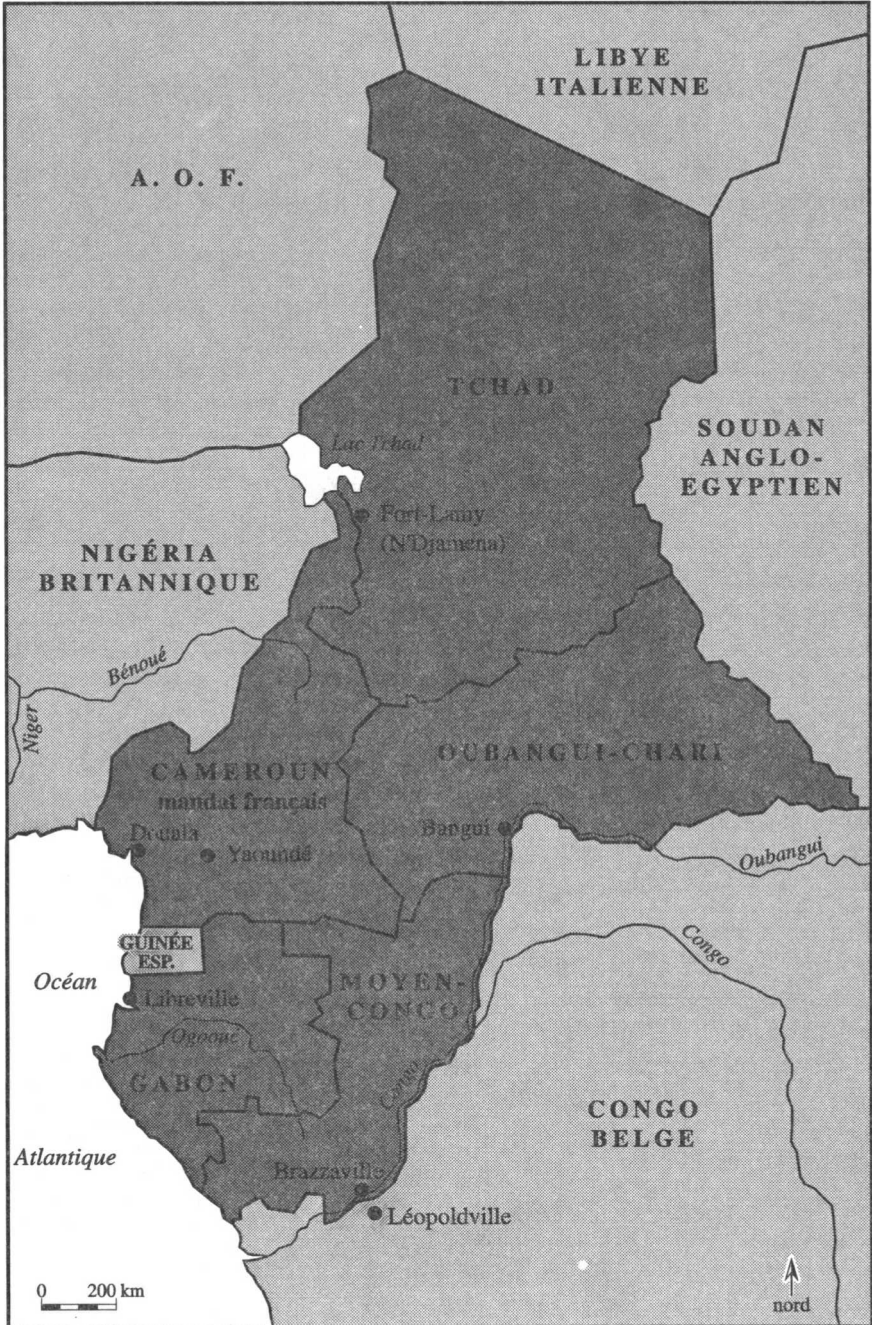 LIBYE
ITALIENNE
A. O. F.
TCHAD
Lac Tchad
SOUDAN
ANGLO-
EGYPTIEN
Fort-Lamy
(N'Djamena)
NIGÉRIA
BRITANNIQUE
Bénoué
Niger
OUBANGUI-CHARI
CAMEROUN
mandat français
Douala
Yaoundé
Bangui
Oubangui
Congo
GUINÉE
ESP.
Océan
Libreville
MOYEN-
CONGO
Ogooué
GABON
Congo
CONGO
BELGE
Atlantique
Brazzaville
Léopoldville
0 200 km
nord